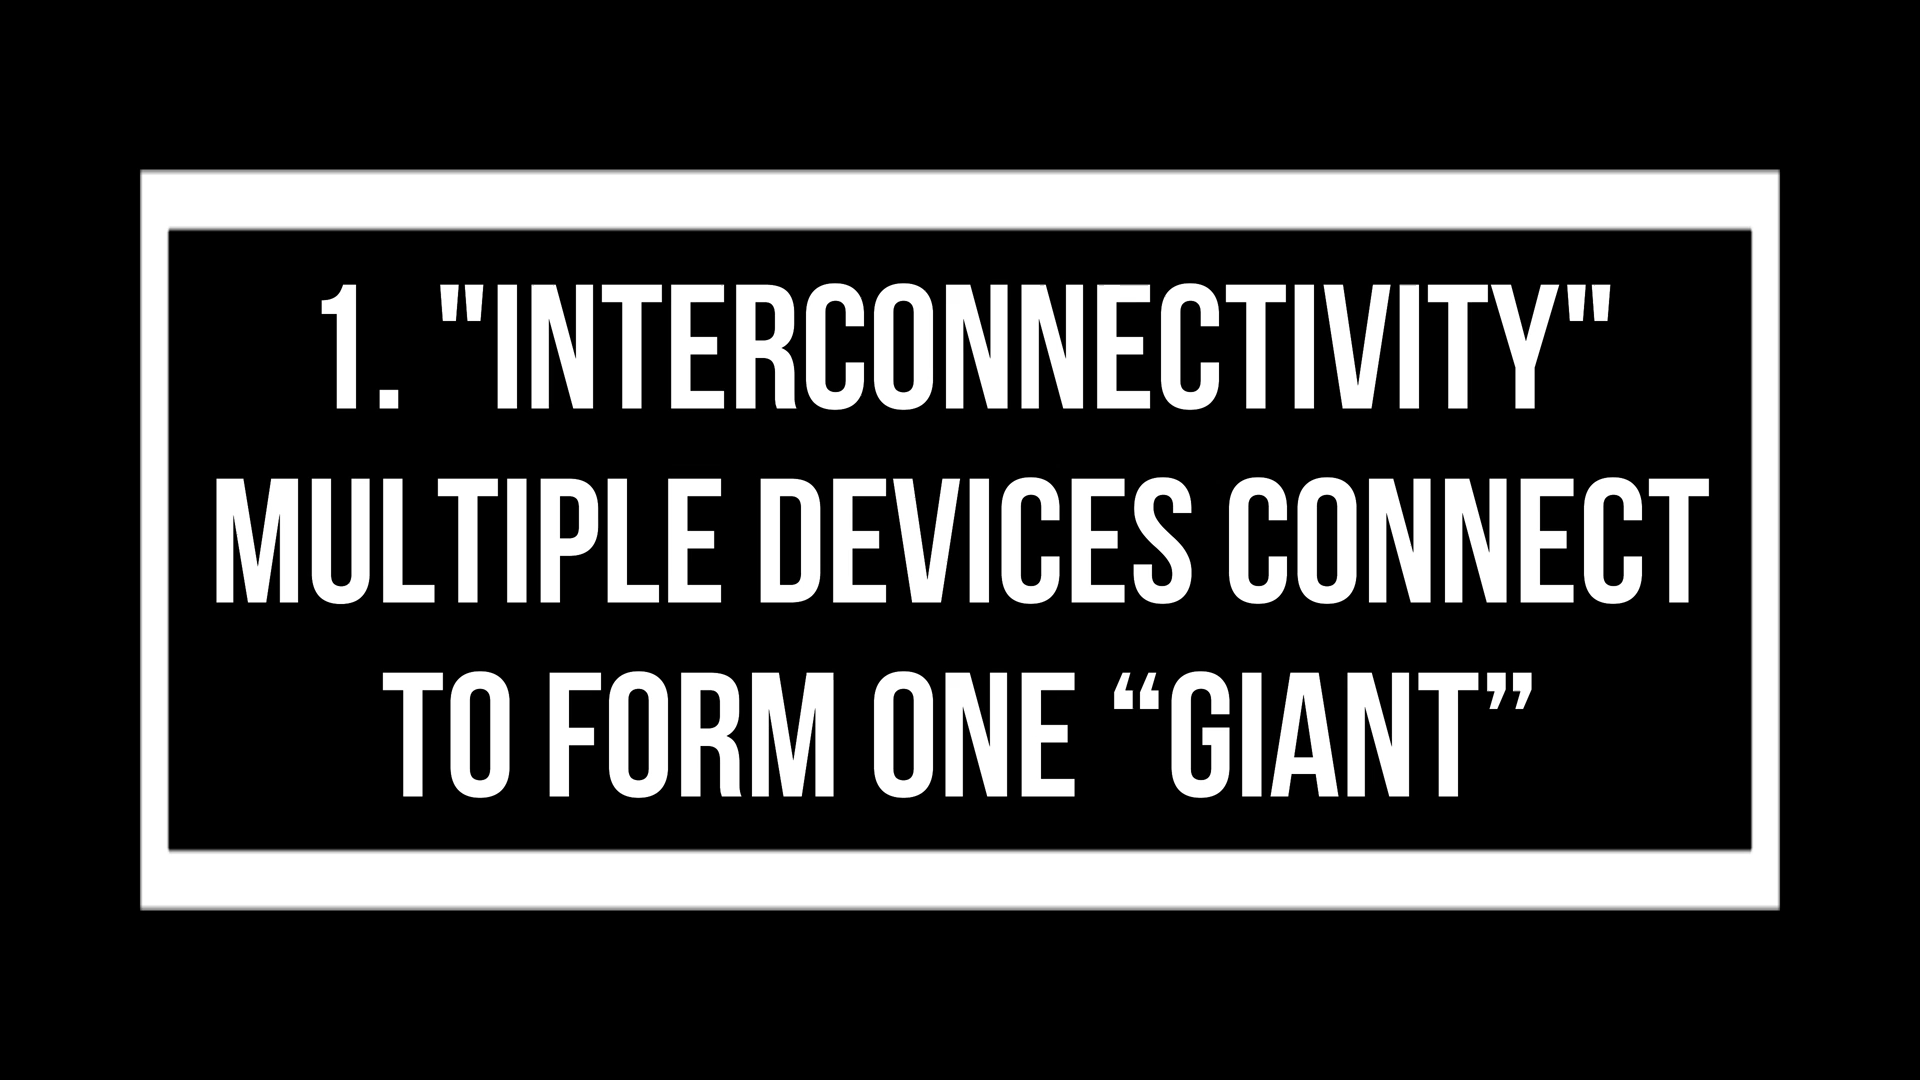 1. "INTERCONNECTIVITY"
MULTIPLE DEVICES CONNECT
TO FORM ONE “GIANT”